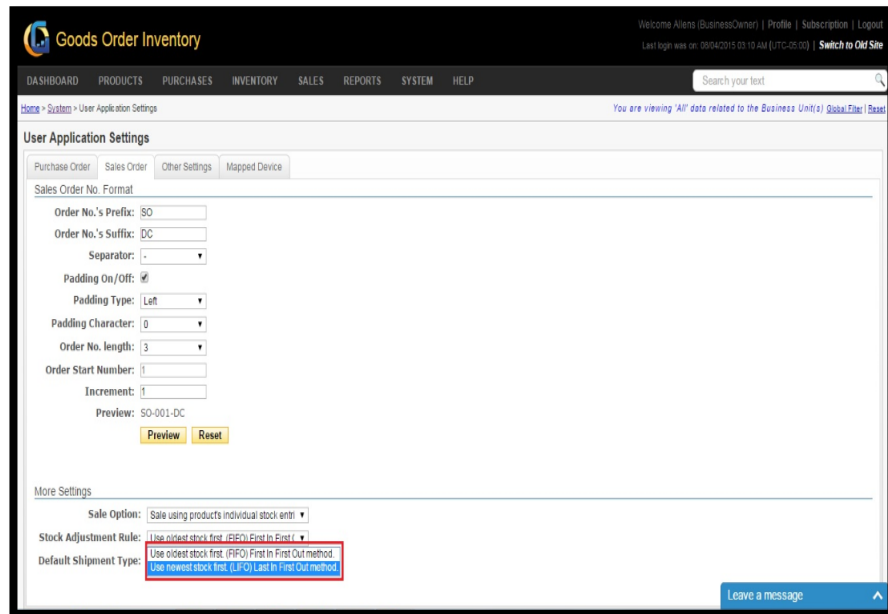 Welcome Aliens (BusinessOwner) | Profile | Subscription | Logout
Goods Order Inventory
Last login was on: 08/04/2015 03:10 AM (UTC-05:00) | Switch to Old Site
DASHBOARD PRODUCTS PURCHASES INVENTORY SALES REPORTS SYSTEM HELP Search your text
Home > System > User Application Settings You are viewing 'All' data related to the Business Unit(s) Global Filter | Reset
User Application Settings
Purchase Order Sales Order Other Settings Mapped Device
Sales Order No. Format
Order No.'s Prefix: SO
Order No.'s Suffix: DC
Separator: -
Padding On/Off:
Padding Type: Left
Padding Character: 0
Order No. length: 3
Order Start Number: 1
Increment: 1
Preview: SO-001-DC
Preview Reset
More Settings
Sale Option: Sale using product's individual stock entri
Stock Adjustment Rule: Use oldest stock first. (FIFO) First In First (
Default Shipment Type: Use oldest stock first. (FIFO) First In First Out method.
Use newest stock first. (LIFO) Last In First Out method.
Leave a message